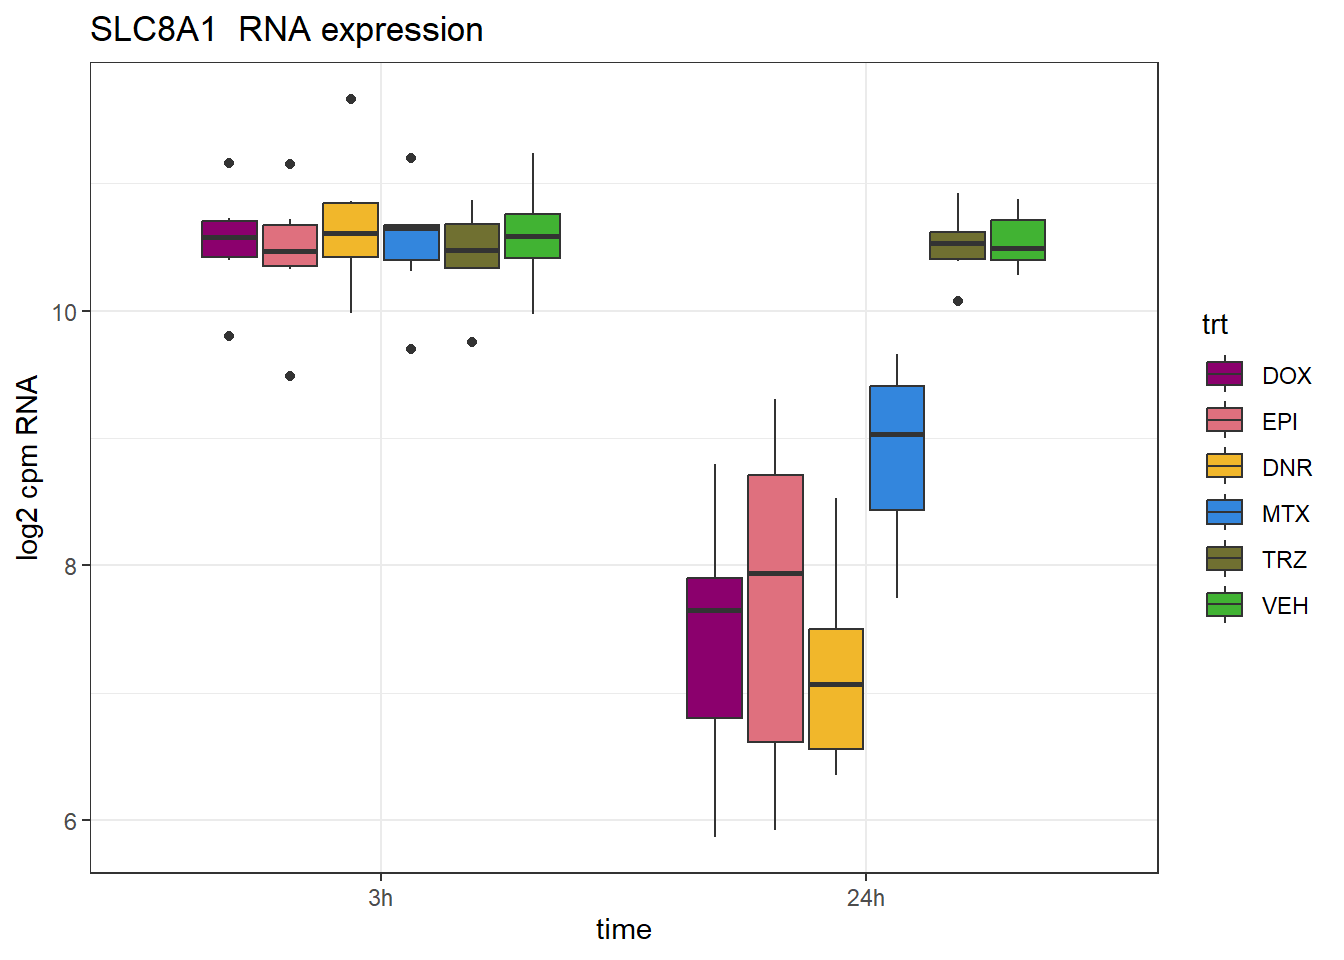 SLC8A1  RNA expression
log2 cpm RNA
10
8
6
3h
24h
time
trt
DOX
EPI
DNR
MTX
TRZ
VEH